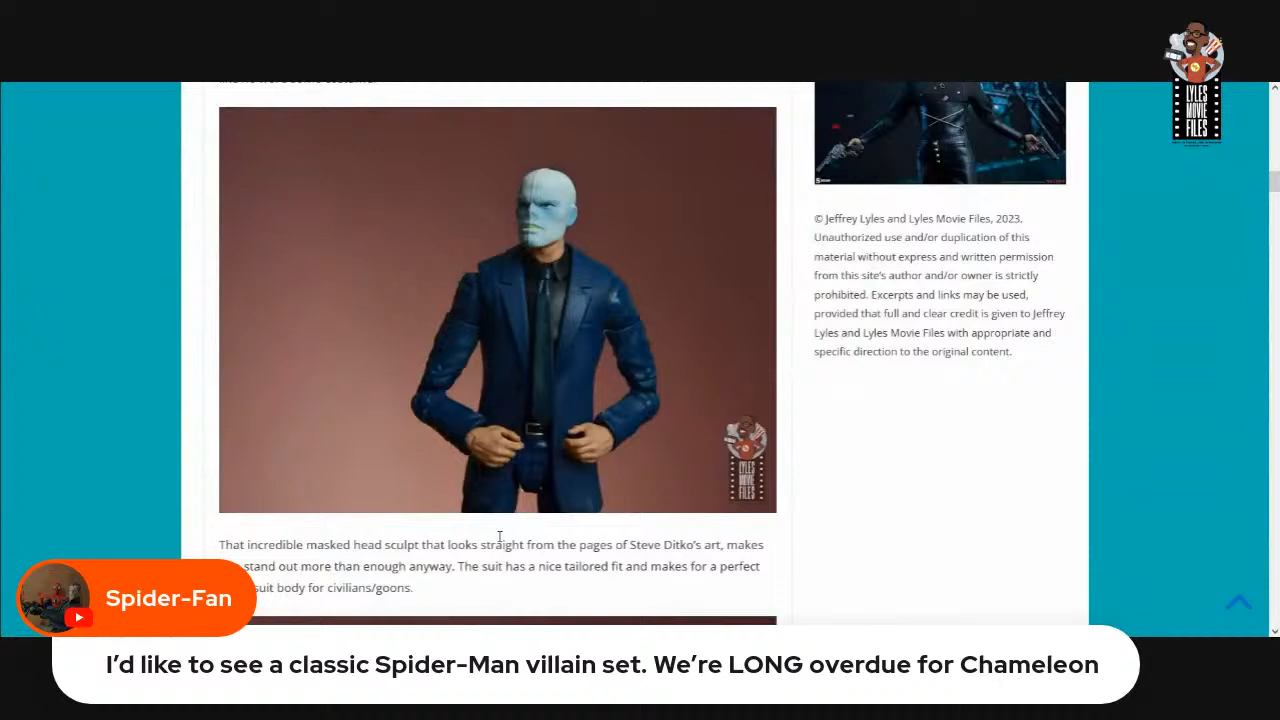 LYLES
MOVIE
FILES
© Jeffrey Lyles and Lyles Movie Files, 2023.
Unauthorized use and/or duplication of this
material without express and written permission
from this site's author and/or owner is strictly
prohibited. Excerpts and links may be used,
provided that full and clear credit is given to Jeffrey
Lyles and Lyles Movie Files with appropriate and
specific direction to the original content.
LYLES
MOVIE
FILES
That incredible masked head sculpt that looks straight from the pages of Steve Ditko's art, makes
stand out more than enough anyway. The suit has a nice tailored fit and makes for a perfect
suit body for civilians/goons.
Spider-Fan
I'd like to see a classic Spider-Man villain set. We're LONG overdue for Chameleon